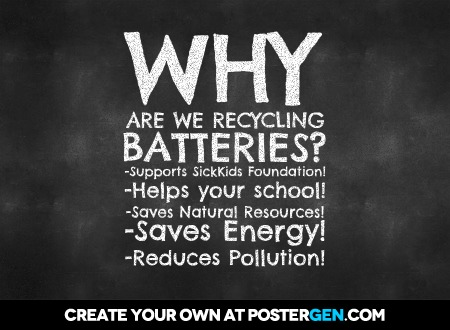 WHY
ARE WE RECYCLING
BATTERIES?
-Supports SickKids Foundation!
-Helps your school!
-Saves Natural Resources!
-Saves Energy!
-Reduces Pollution!
CREATE YOUR OWN AT POSTERGEN.COM